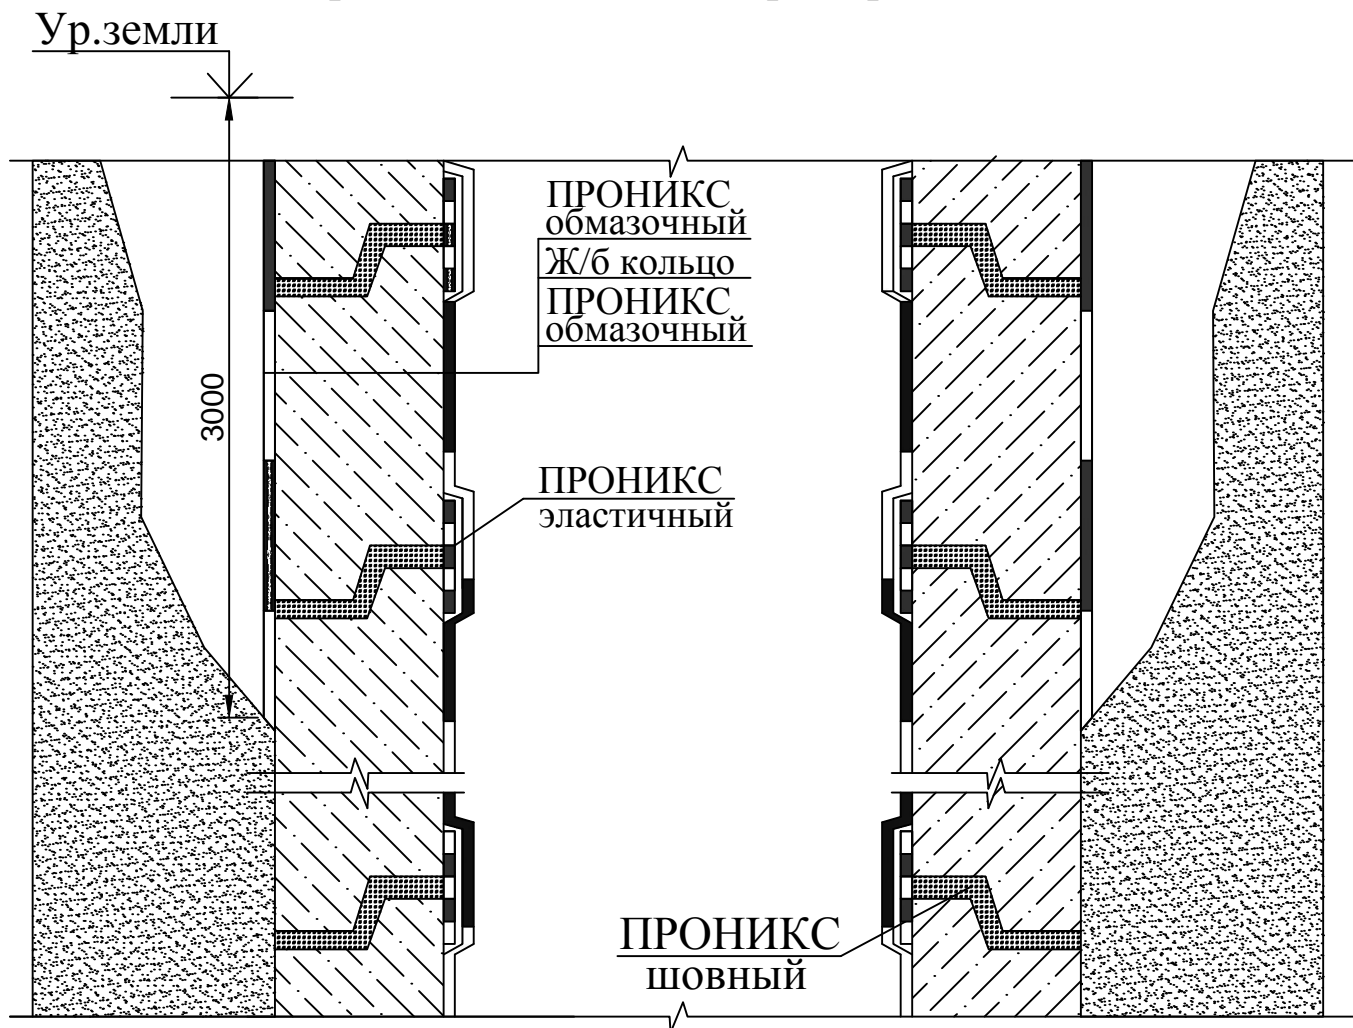 Ур.земли
ПРОНИКС
обмазочный
Ж/б кольцо
ПРОНИКС
обмазочный
3000
ПРОНИКС
эластичный
ПРОНИКС
шовный